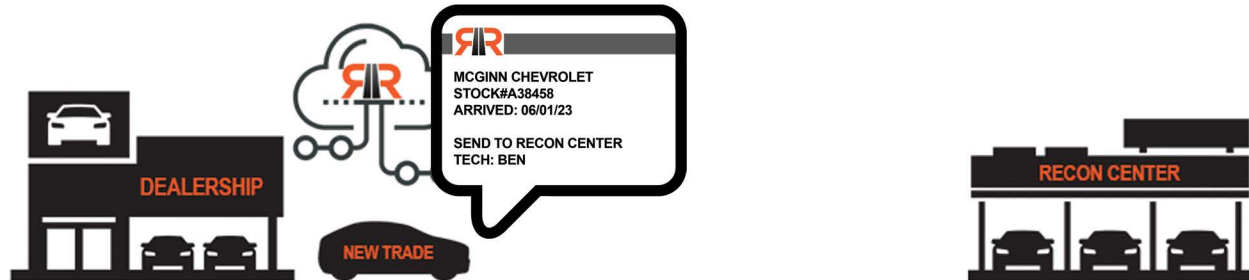 DEALERSHIP
NEW TRADE
MCGINN CHEVROLET
STOCK#A38458
ARRIVED: 06/01/23
SEND TO RECON CENTER
TECH: BEN
RECON CENTER